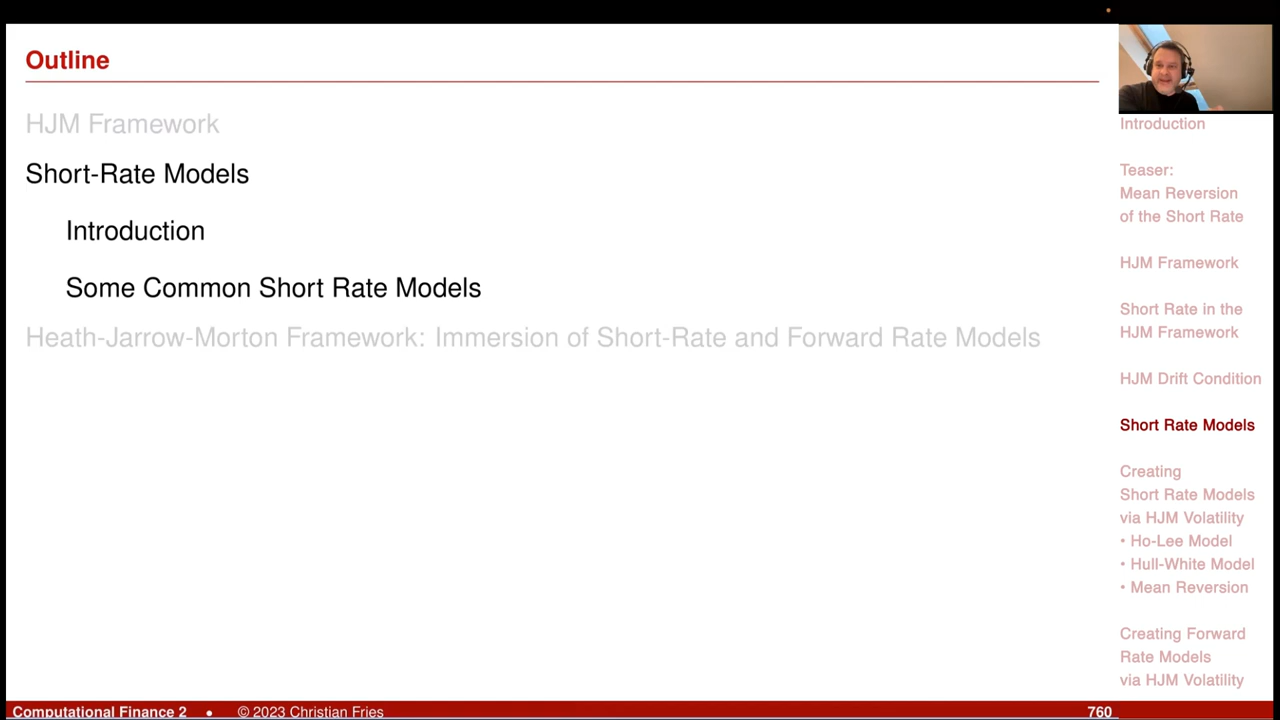 Outline
HJM Framework
Short-Rate Models
Introduction
Some Common Short Rate Models
Heath-Jarrow-Morton Framework: Immersion of Short-Rate and Forward Rate Models
Introduction
Teaser:
Mean Reversion
of the Short Rate
HJM Framework
Short Rate in the
HJM Framework
HJM Drift Condition
Short Rate Models
Creating
Short Rate Models
via HJM Volatility
• Ho-Lee Model
• Hull-White Model
• Mean Reversion
Creating Forward
Rate Models
via HJM Volatility
Computational Finance 2 • © 2023 Christian Fries 760